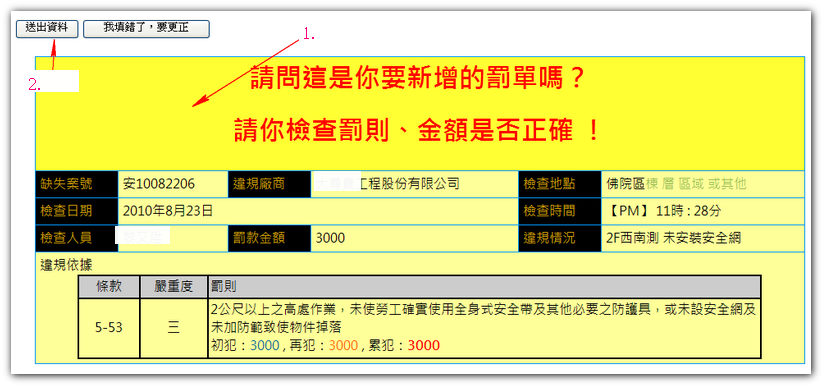 送出資料 我填錯了，要更正
1.
2.
請問這是你要新增的罰單嗎？
請你檢查罰則、金額是否正確 ！
缺失案號 安10082206 違規廠商 工程股份有限公司 檢查地點 佛院區棟 層 區域 或其他
檢查日期 2010年8月23日 檢查時間 【PM】11時 : 28分
檢查人員 罰款金額 3000 違規情況 2F西南測 未安裝安全網
違規依據
條款 嚴重度 罰則
5-53 三 2公尺以上之高處作業，未使勞工確實使用全身式安全帶及其他必要之防護具，或未設安全網及
未加防範致使物件掉落
初犯：3000 , 再犯：3000 , 累犯：3000